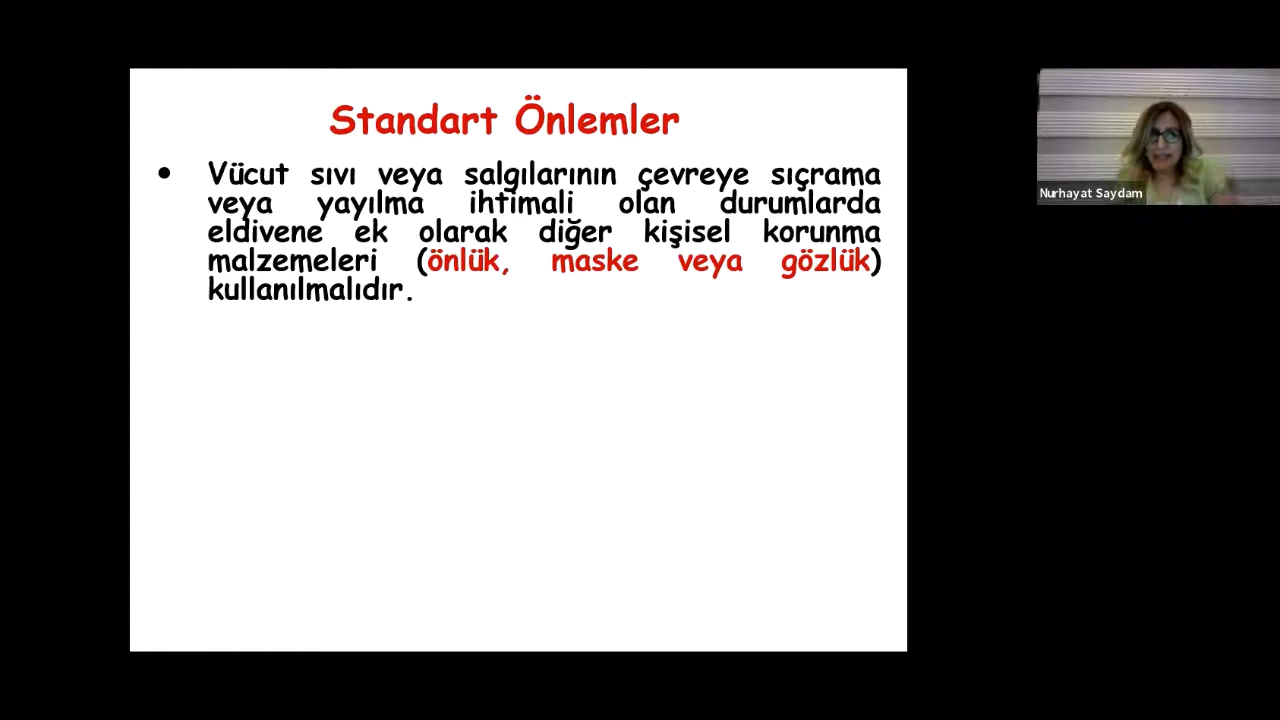 Standart Önlemler
• Vücut sıvı veya salgılarının çevreye sıçrama
veya yayılma ihtimali olan durumlarda
eldivene ek olarak diğer kişisel korunma
malzemeleri (önlük, maske veya gözlük)
kullanılmalıdır.
Nurhayat Saydam